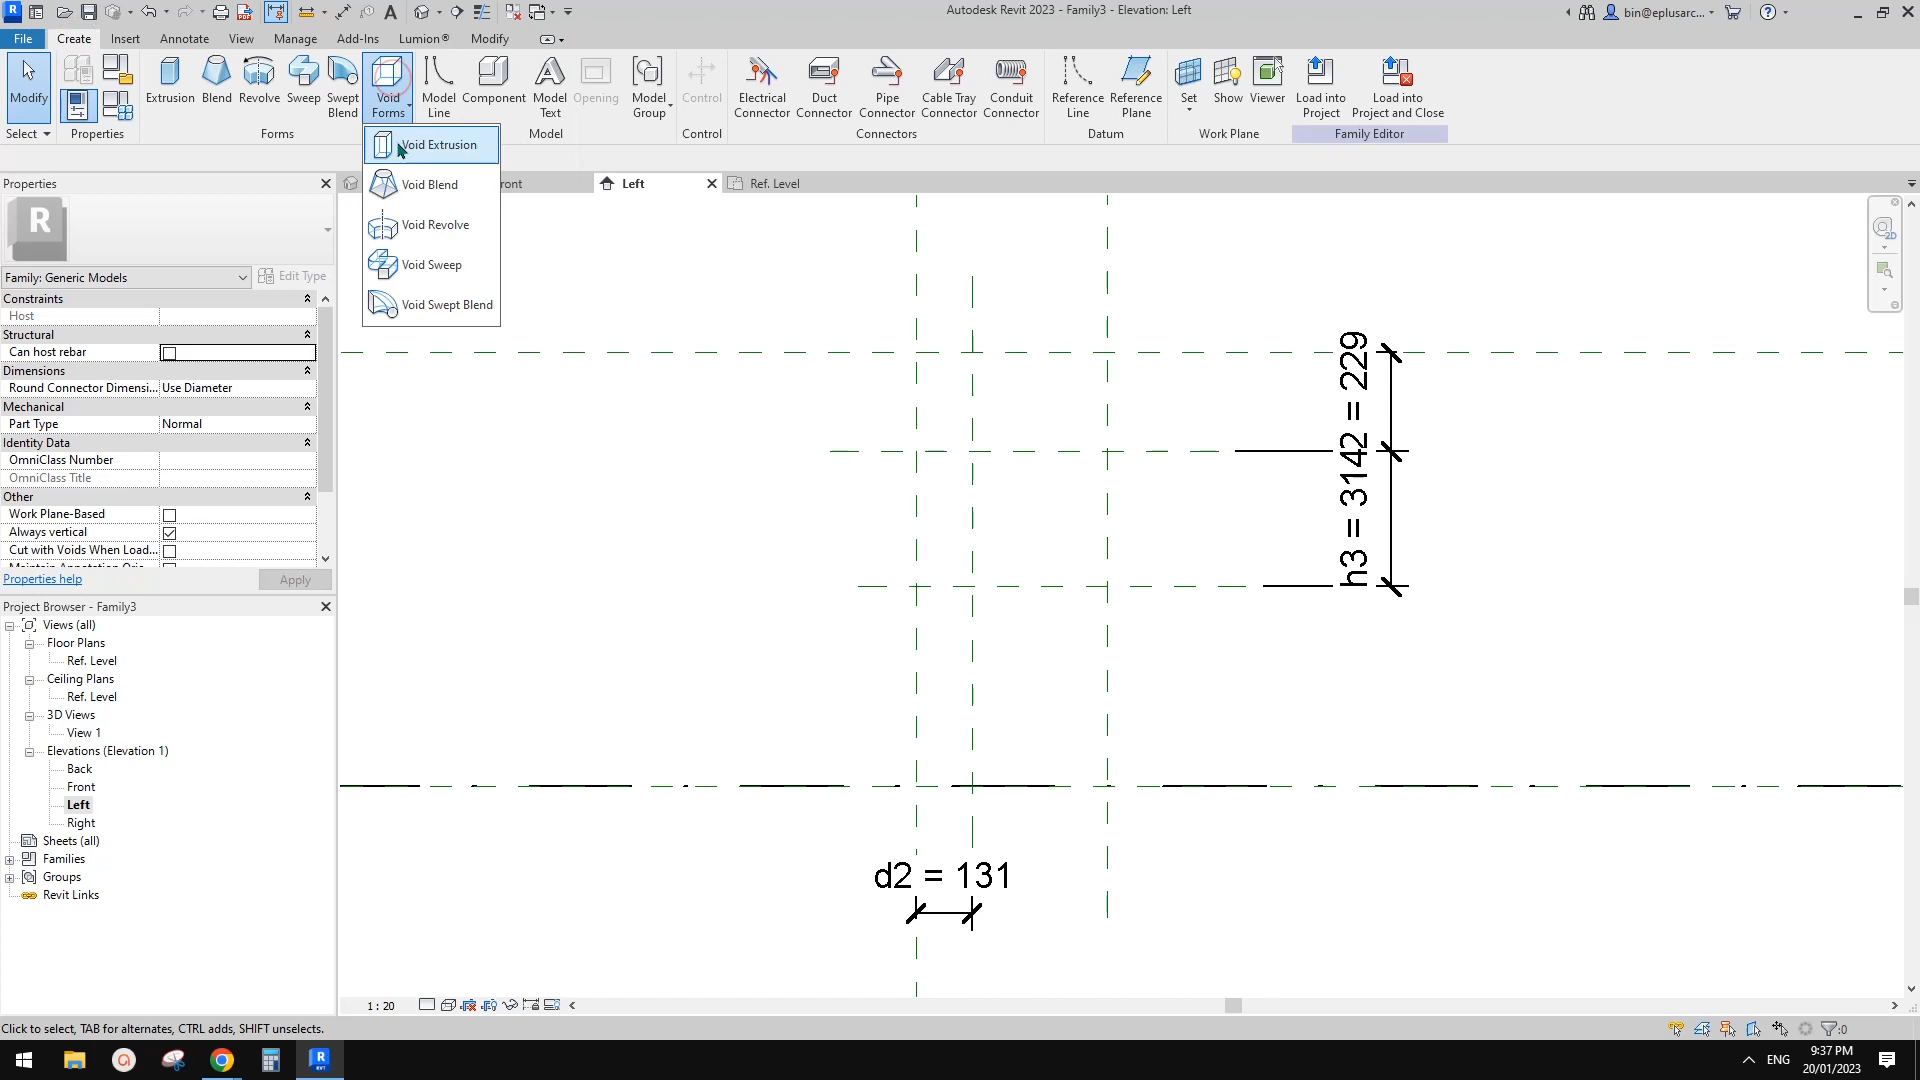 Autodesk Revit 2023 - Family3 - Elevation: Left
bin@eplusarc...
File
Create
Insert
Annotate
View
Manage
Add-Ins
Lumion®
Modify
Modify
Extrusion
Blend
Revolve
Sweep
Swept Blend
Void Forms
Model Line
Component
Model Text
Opening
Model Group
Control
Electrical Connector
Duct Connector
Pipe Connector
Cable Tray Connector
Conduit Connector
Reference Line
Reference Plane
Set
Show
Viewer
Load into Project
Load into Project and Close
Select
Properties
Forms
Model
Control
Connectors
Datum
Work Plane
Family Editor
Void Extrusion
Void Blend
Void Revolve
Void Sweep
Void Swept Blend
Properties
ront
Left
Ref. Level
R
Family: Generic Models
Edit Type
Constraints
Host
Structural
Can host rebar
Dimensions
Round Connector Dimensi... Use Diameter
Mechanical
Part Type Normal
Identity Data
OmniClass Number
OmniClass Title
Other
Work Plane-Based
Always vertical
Cut with Voids When Load...
Properties help
Apply
Project Browser - Family3
Views (all)
Floor Plans
Ref. Level
Ceiling Plans
Ref. Level
3D Views
View 1
Elevations (Elevation 1)
Back
Front
Left
Right
Sheets (all)
Families
Groups
Revit Links
h3 = 3142 = 229
d2 = 131
1 : 20
Click to select, TAB for alternates, CTRL adds, SHIFT unselects.
:0
ENG
9:37 PM
20/01/2023